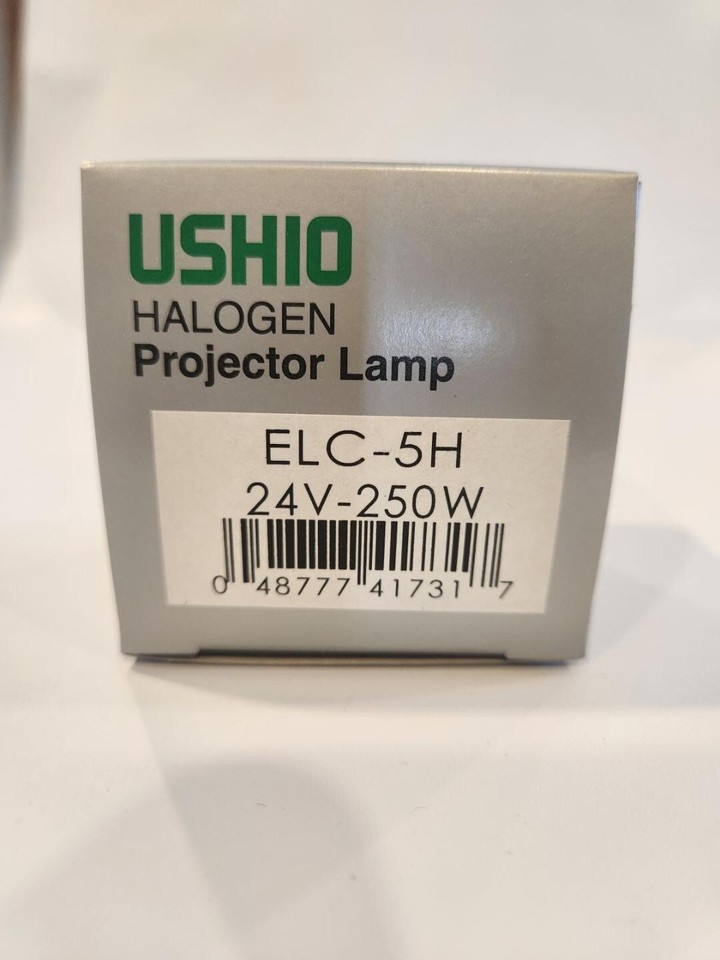 USHIO
HALOGEN
Projector Lamp
ELC-5H
24V-250W
0 48777 41731 7